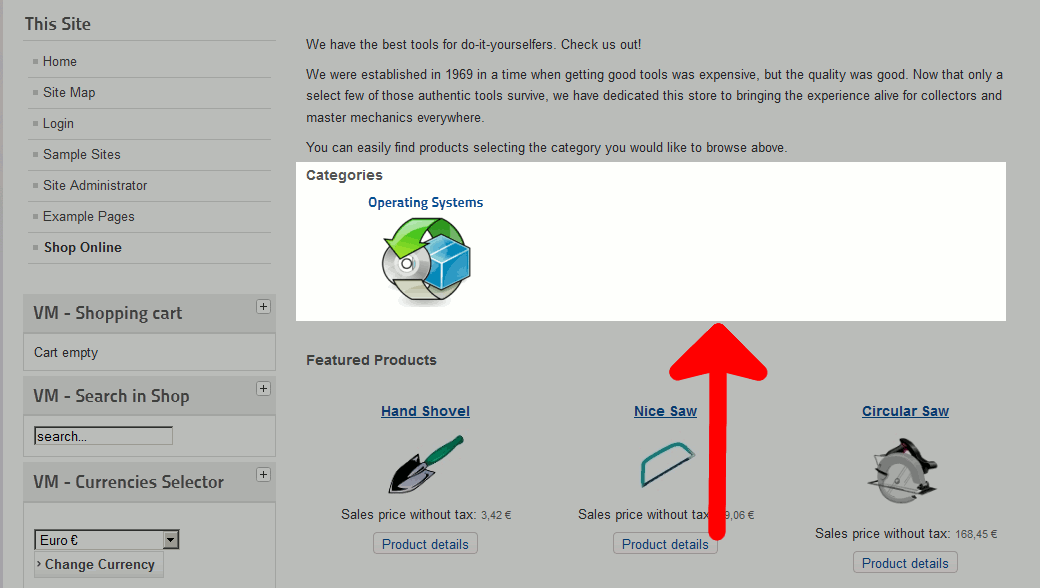 This Site
Home
Site Map
Login
Sample Sites
Site Administrator
Example Pages
Shop Online
VM - Shopping cart
+
Cart empty
VM - Search in Shop
+
search...
VM - Currencies Selector
+
Euro €
› Change Currency
We have the best tools for do-it-yourselfers. Check us out!
We were established in 1969 in a time when getting good tools was expensive, but the quality was good. Now that only a
select few of those authentic tools survive, we have dedicated this store to bringing the experience alive for collectors and
master mechanics everywhere.
You can easily find products selecting the category you would like to browse above.
Categories
Operating Systems
Featured Products
Hand Shovel
Sales price without tax: 3,42 €
Product details
Nice Saw
Sales price without tax 9,06 €
Product details
Circular Saw
Sales price without tax: 168,45 €
Product details